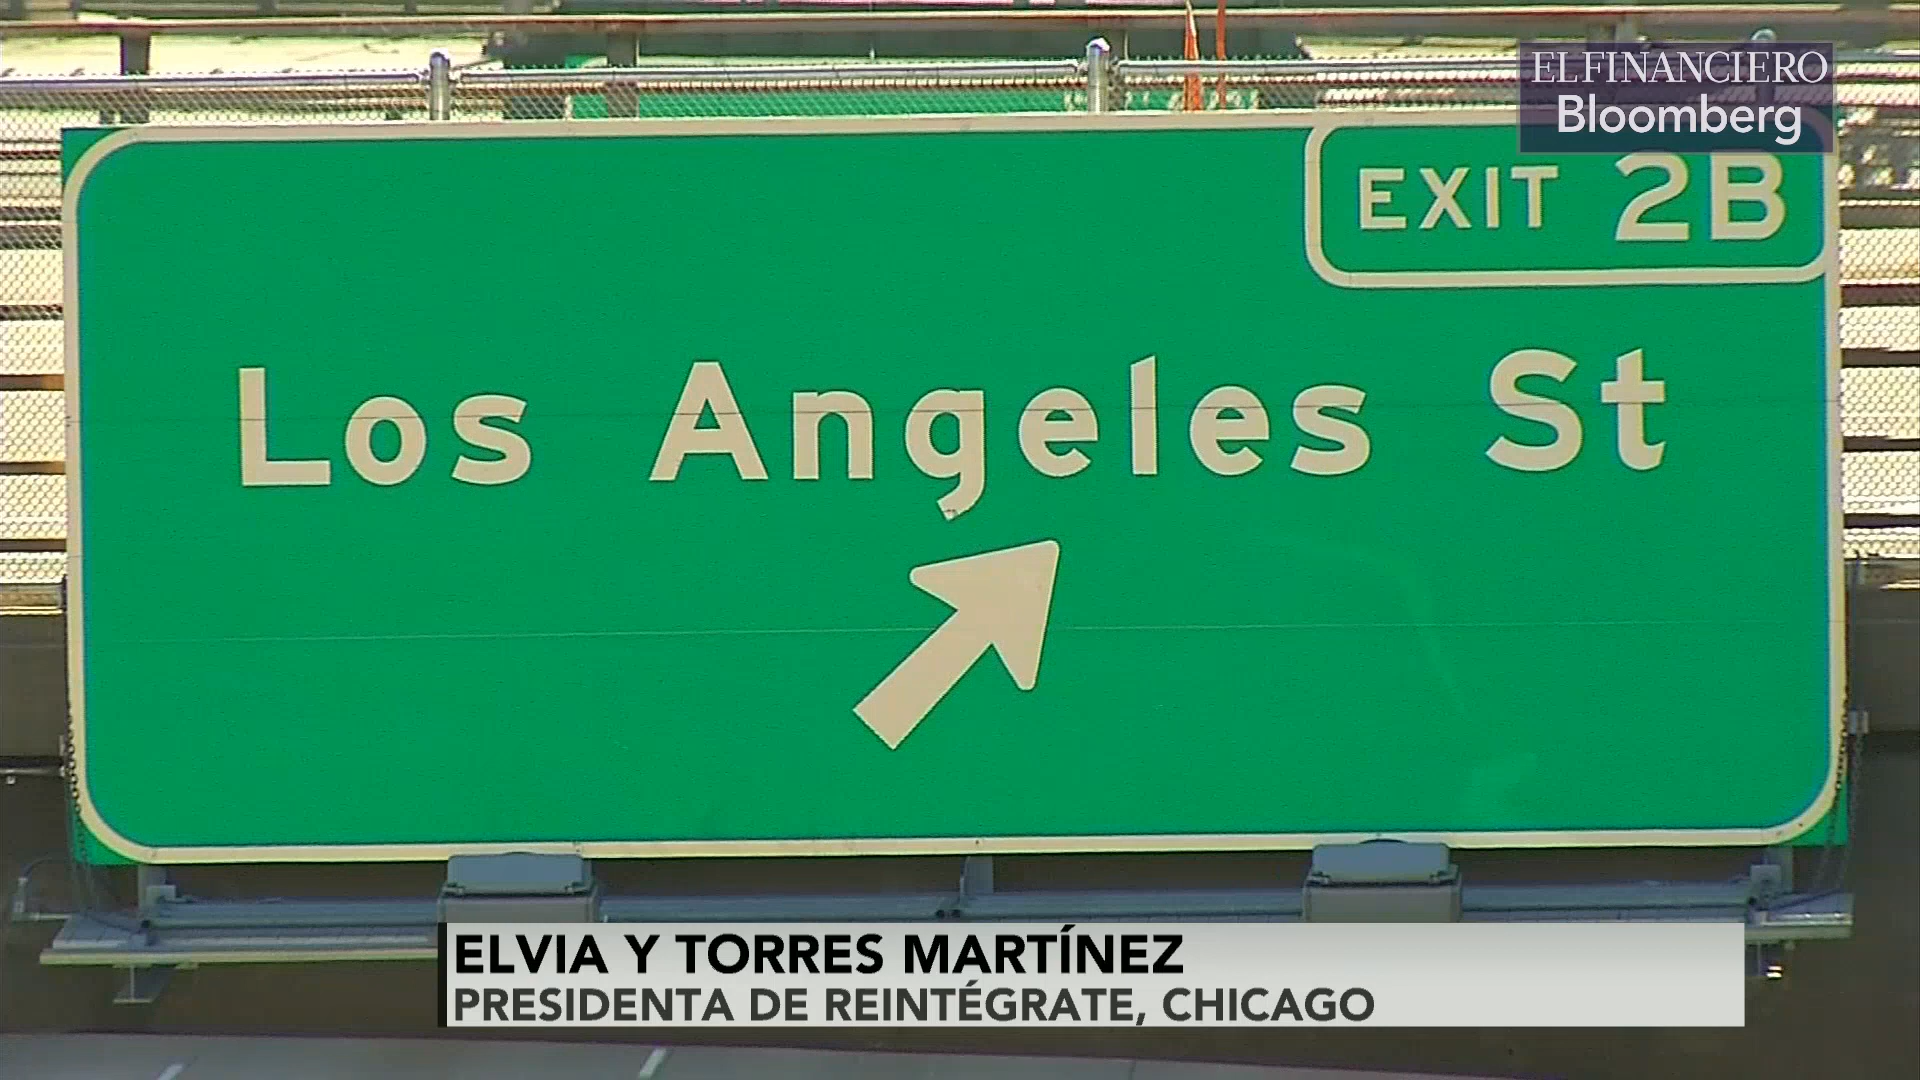 ELFINANCIERO
Bloomberg
EXIT 2B
Los Angeles St
ELVIA Y TORRES MARTÍNEZ
PRESIDENTA DE REINTÉGRATE, CHICAGO